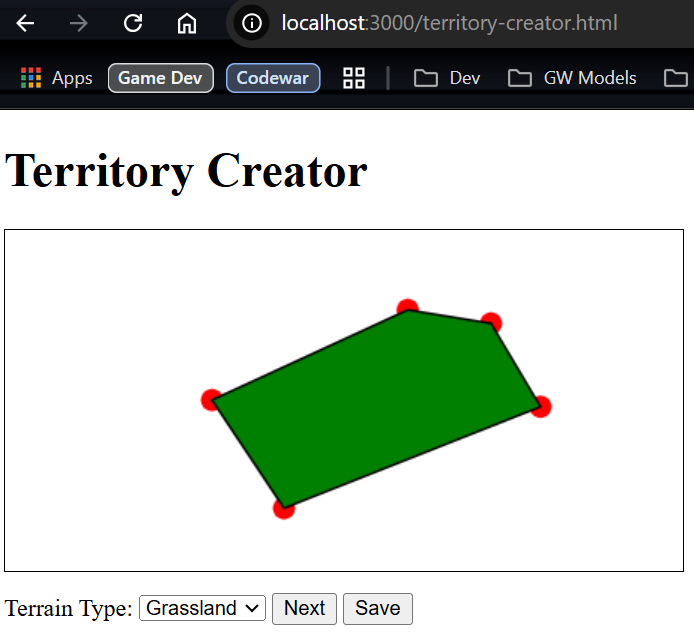 localhost:3000/territory-creator.html
Apps Game Dev Codewar Dev GW Models
Territory Creator
Terrain Type: Grassland Next Save